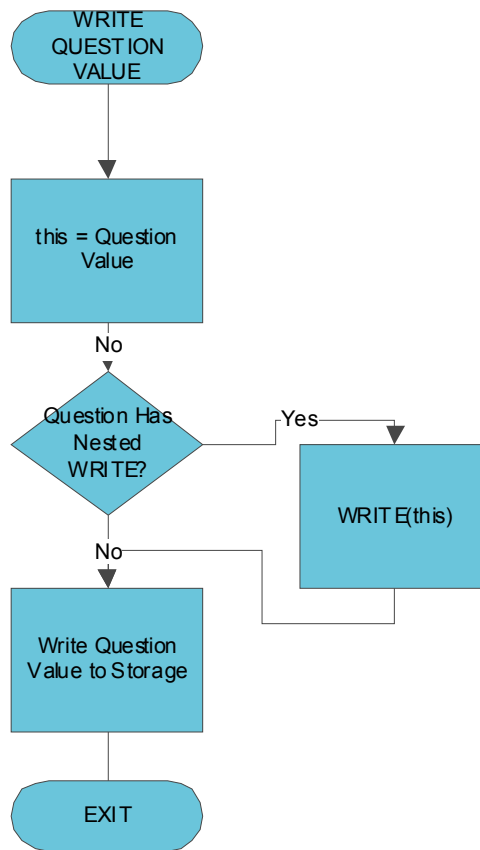 WRITE
QUESTION
VALUE
this = Question
Value
No
Question Has
Nested
WRITE?
Yes
WRITE(this)
No
Write Question
Value to Storage
EXIT